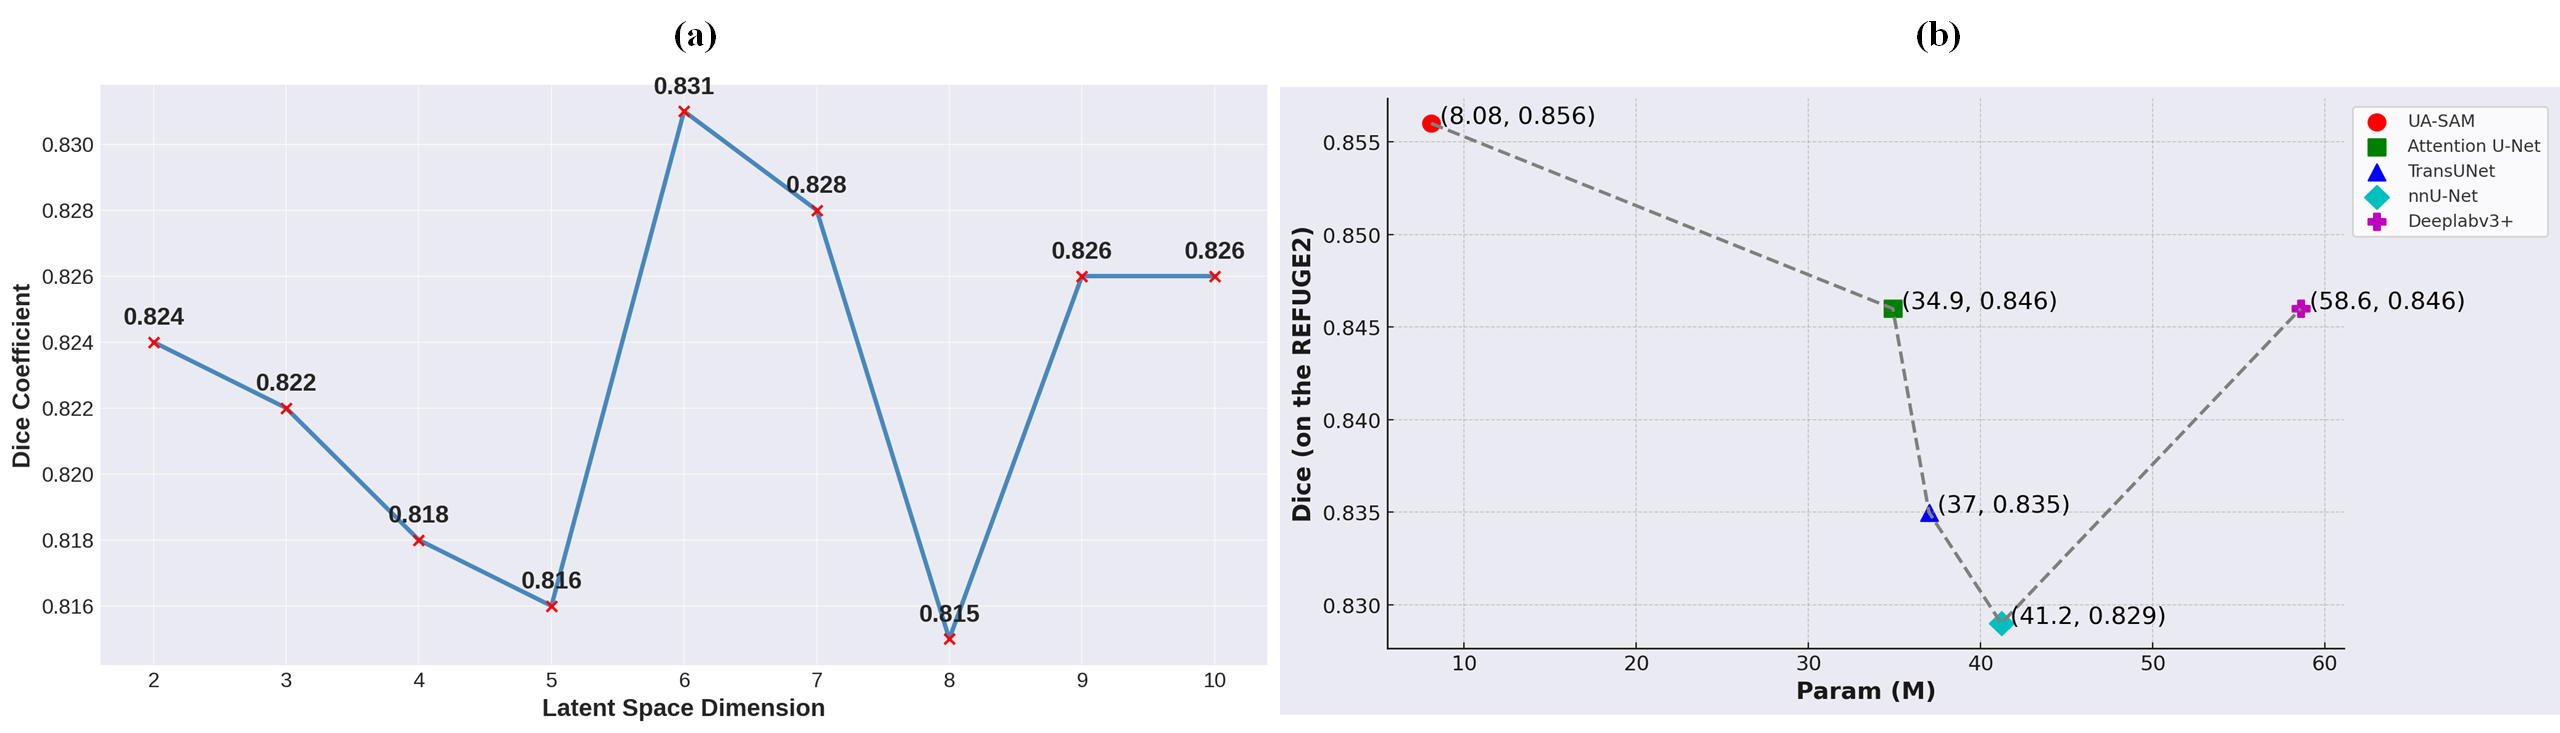 (a)
0.831
0.830
0.828
0.828
0.826
0.826
0.826
0.824
0.824
0.822
0.822
0.820
0.818
0.818
0.816
0.816
0.815
Dice Coefficient
2 3 4 5 6 7 8 9 10
Latent Space Dimension
(b)
(8.08, 0.856)
0.855
0.850
(34.9, 0.846)
(58.6, 0.846)
0.845
0.840
(37, 0.835)
0.835
(41.2, 0.829)
0.830
Dice (on the REFUGE2)
10 20 30 40 50 60
Param (M)
UA-SAM
Attention U-Net
TransUNet
nnU-Net
Deeplabv3+